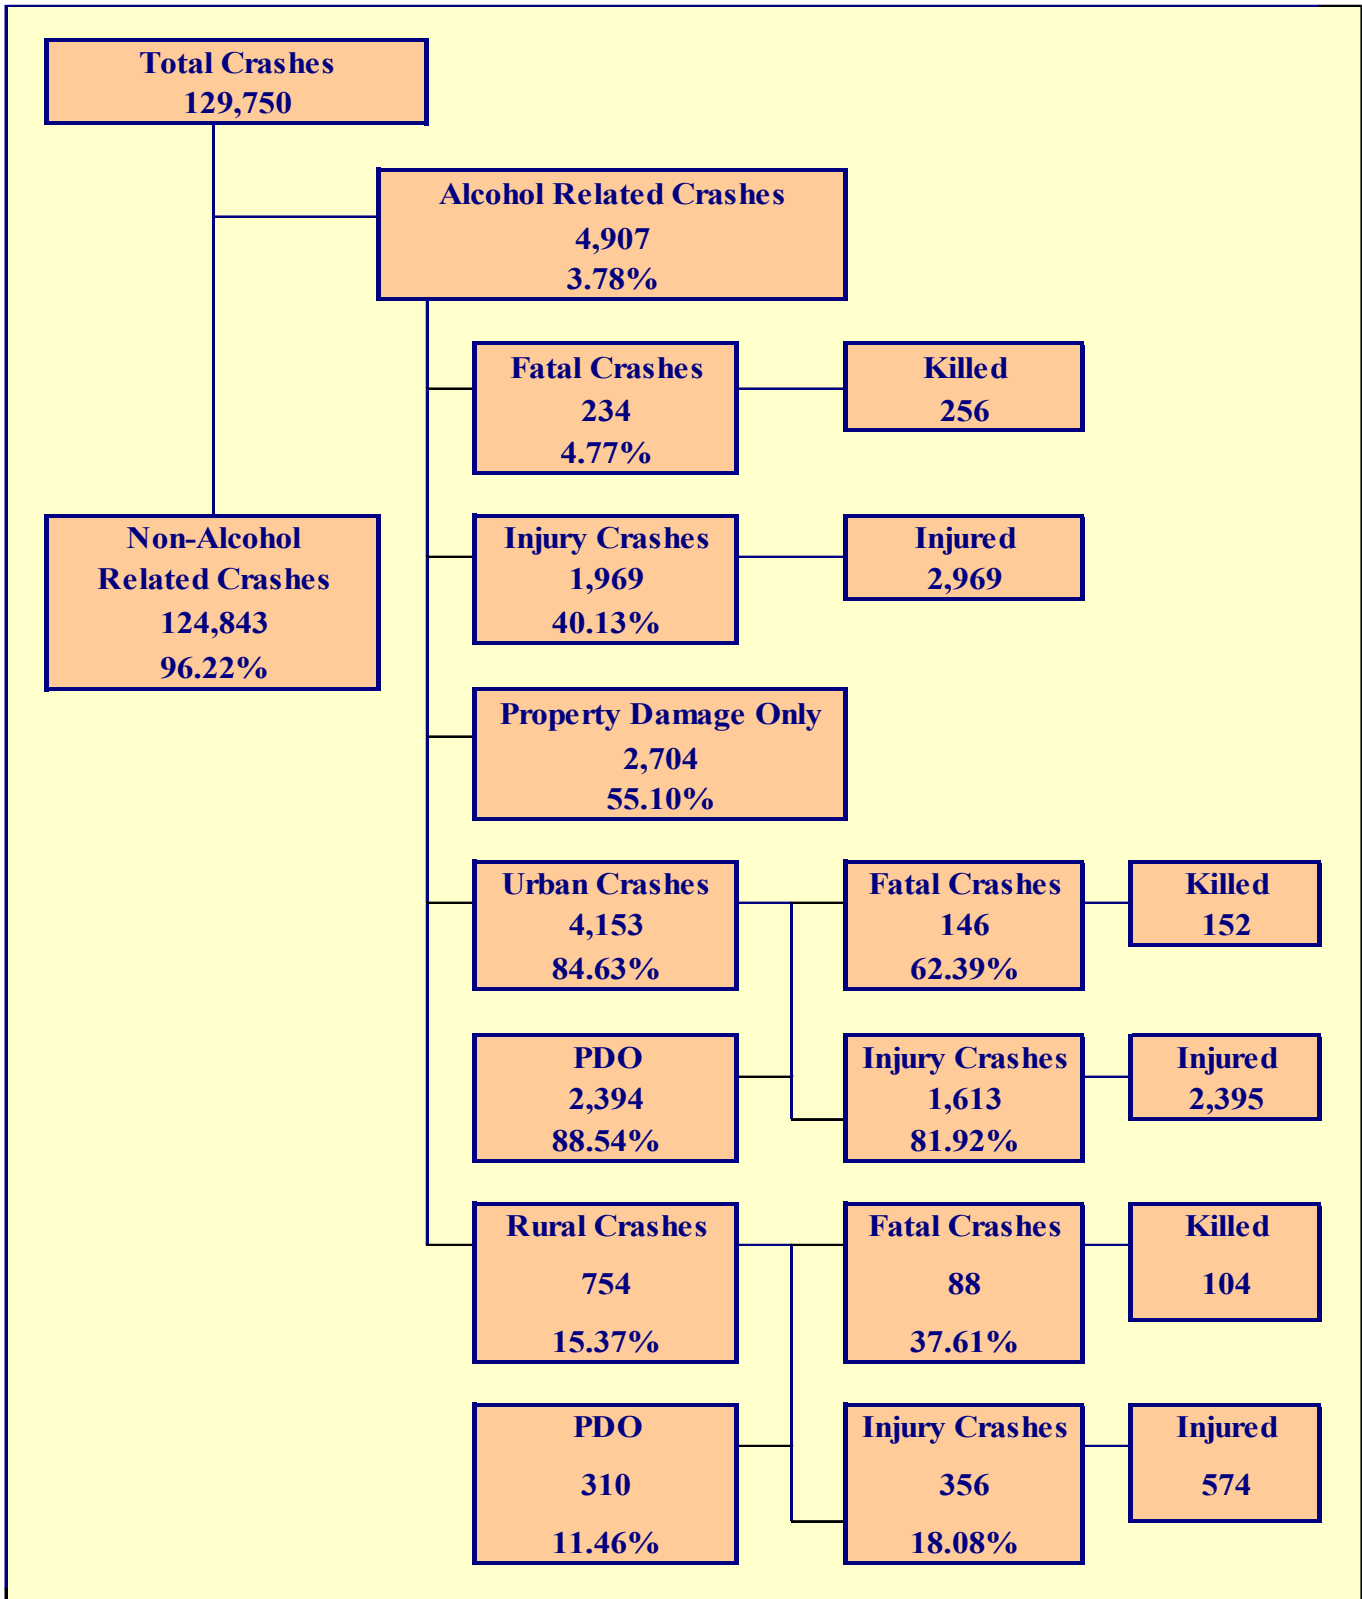 Total Crashes
129,750
Alcohol Related Crashes
4,907
3.78%
Fatal Crashes
234
4.77%
Killed
256
Non-Alcohol
Related Crashes
124,843
96.22%
Injury Crashes
1,969
40.13%
Injured
2,969
Property Damage Only
2,704
55.10%
Urban Crashes
4,153
84.63%
Fatal Crashes
146
62.39%
Killed
152
PDO
2,394
88.54%
Injury Crashes
1,613
81.92%
Injured
2,395
Rural Crashes
754
15.37%
Fatal Crashes
88
37.61%
Killed
104
PDO
310
11.46%
Injury Crashes
356
18.08%
Injured
574